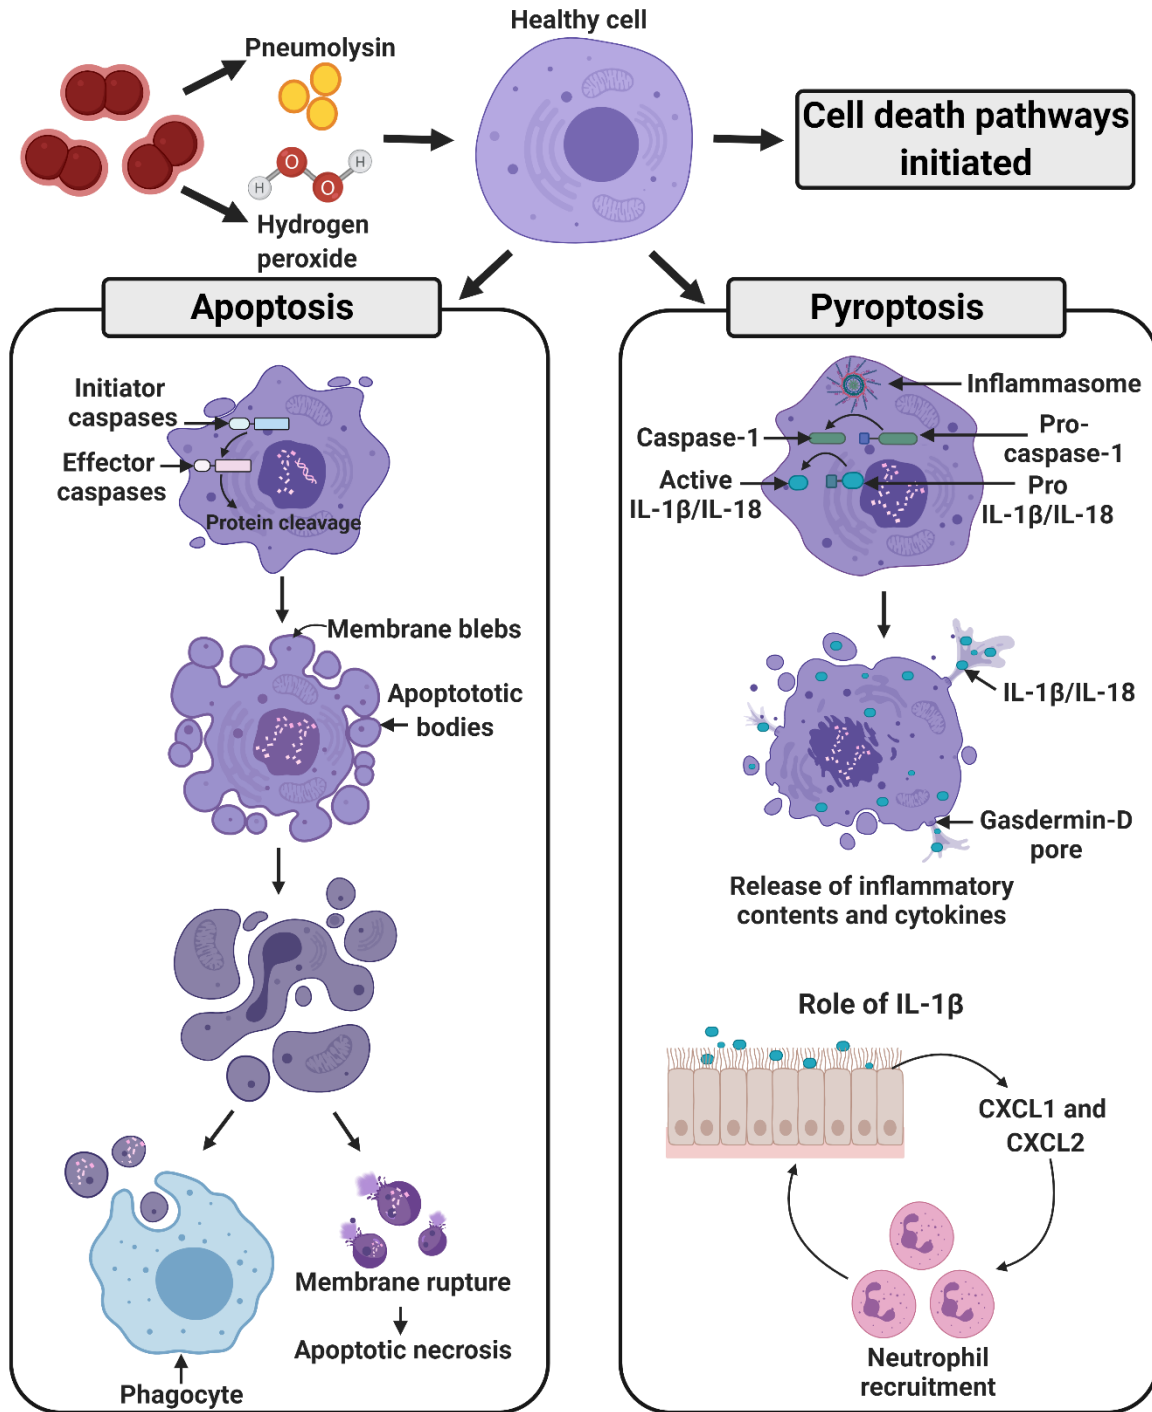 Healthy cell
Pneumolysin
H
O
O
H
Hydrogen
peroxide
Cell death pathways
initiated
Apoptosis
Initiator
caspases
Effector
caspases
Protein cleavage
Membrane blebs
Apoptototic
bodies
Membrane rupture
Apoptotic necrosis
Phagocyte
Pyroptosis
Inflammasome
Caspase-1
Pro-
caspase-1
Active
IL-1β/IL-18
Pro
IL-1β/IL-18
IL-1β/IL-18
Gasdermin-D
pore
Release of inflammatory
contents and cytokines
Role of IL-1β
CXCL1 and
CXCL2
Neutrophil
recruitment